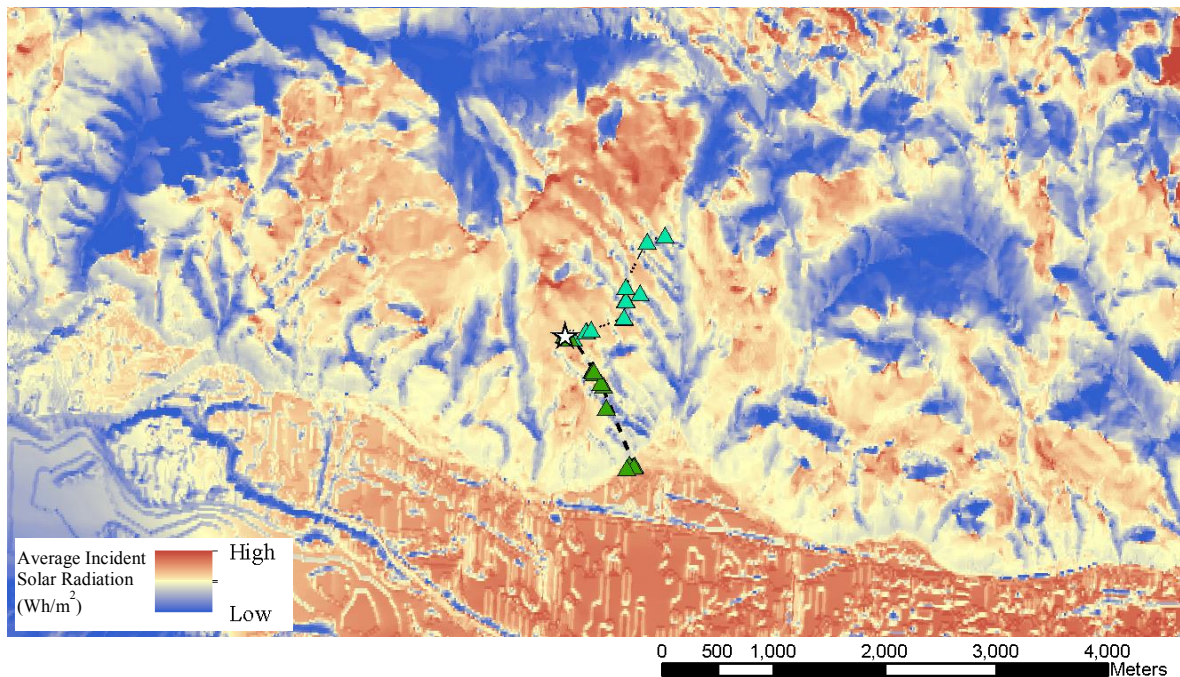 Average Incident
Solar Radiation
(Wh/m²)
High
Low
0 500 1,000 2,000 3,000 4,000
Meters